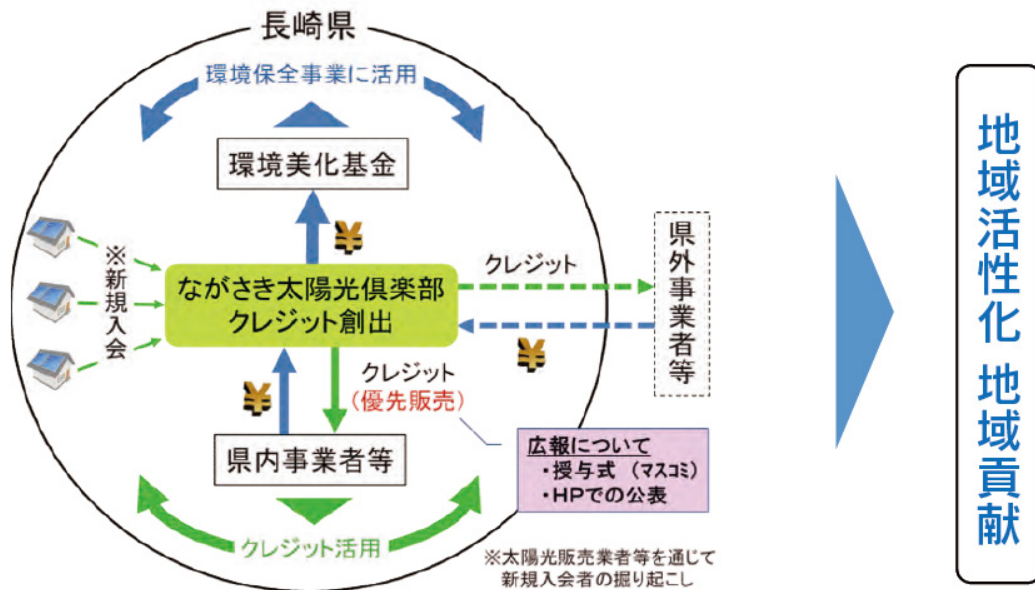 長崎県
環境保全事業に活用
環境美化基金
¥
※新規入会
ながさき太陽光倶楽部
クレジット創出
クレジット
¥
県外事業者等
¥
クレジット
(優先販売)
県内事業者等
広報について
・授与式 (マスコミ)
・HPでの公表
クレジット活用
※太陽光販売業者等を通じて
新規入会者の掘り起こし
地域活性化 地域貢献